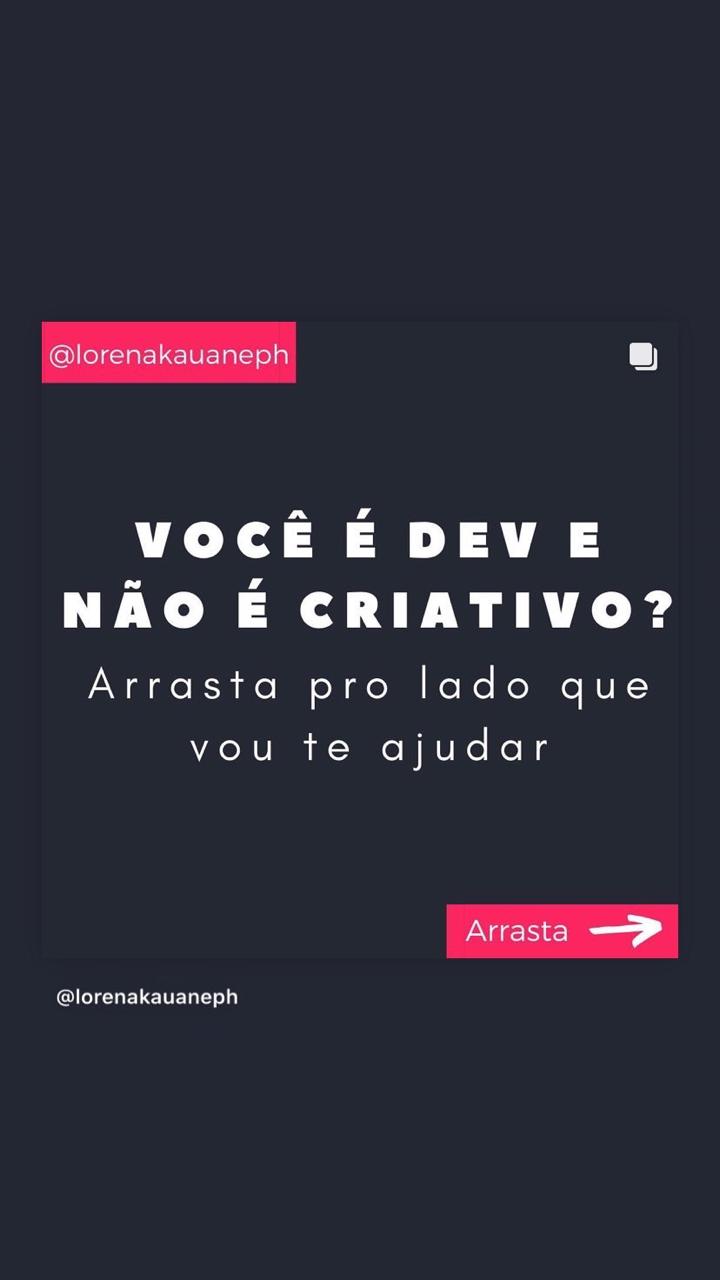 @lorenakauaneph
VOCÊ É DEV E
NÃO É CRIATIVO?
Arrasta pro lado que
vou te ajudar
Arrasta
@lorenakauaneph